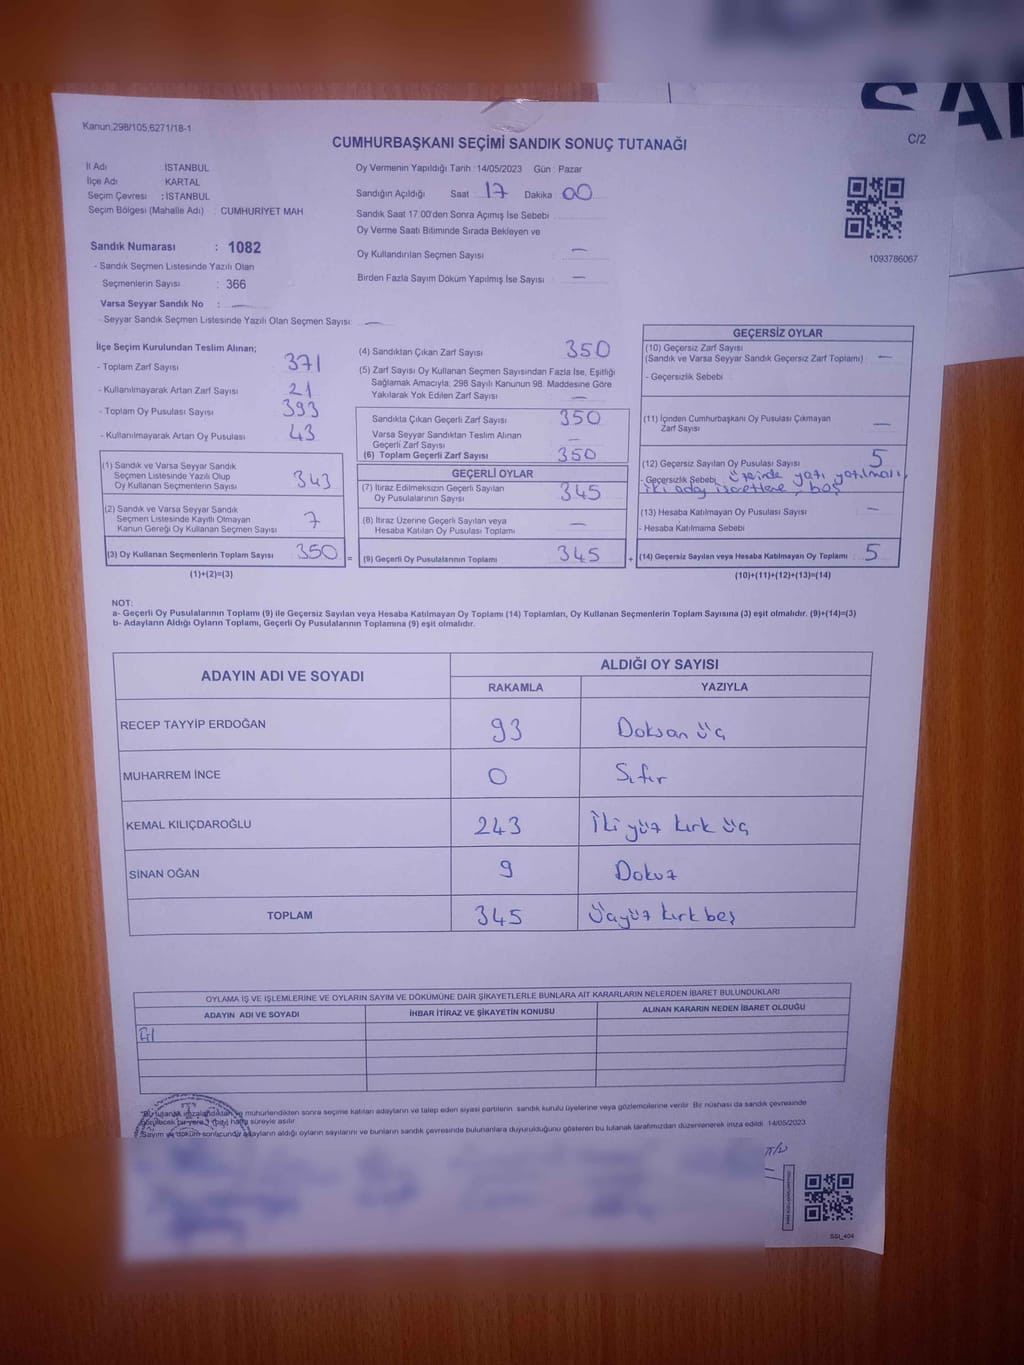 SAN
Kanun,298/105,6271/18-1
C/2
CUMHURBAŞKANI SEÇİMİ SANDIK SONUÇ TUTANAĞI
İl Adı : İSTANBUL
İlçe Adı : KARTAL
Seçim Çevresi : İSTANBUL
Seçim Bölgesi (Mahalle Adı) : CUMHURİYET MAH
Sandık Numarası : 1082
- Sandık Seçmen Listesinde Yazılı Olan
Seçmenlerin Sayısı : 366
Varsa Seyyar Sandık No : —
- Seyyar Sandık Seçmen Listesinde Yazılı Olan Seçmen Sayısı: —
Oy Vermenin Yapıldığı Tarih : 14/05/2023 Gün : Pazar
Sandığın Açıldığı Saat : 17 Dakika : 00
Sandık Saat 17.00'den Sonra Açımış İse Sebebi :
Oy Verme Saati Bitiminde Sırada Bekleyen ve
Oy Kullandırılan Seçmen Sayısı : —
Birden Fazla Sayım Döküm Yapılmış İse Sayısı : —
1093786067
İlçe Seçim Kurulundan Teslim Alınan;
- Toplam Zarf Sayısı : 371
- Kullanılmayarak Artan Zarf Sayısı : 21
- Toplam Oy Pusulası Sayısı : 393
- Kullanılmayarak Artan Oy Pusulası : 43
(1) Sandık ve Varsa Seyyar Sandık
Seçmen Listesinde Yazılı Olup
Oy Kullanan Seçmenlerin Sayısı : 343
(2) Sandık ve Varsa Seyyar Sandık
Seçmen Listesinde Kayıtlı Olmayan
Kanun Gereği Oy Kullanan Seçmen Sayısı : 7
(3) Oy Kullanan Seçmenlerin Toplam Sayısı : 350 =
(1)+(2)=(3)
(4) Sandıktan Çıkan Zarf Sayısı : 350
(5) Zarf Sayısı Oy Kullanan Seçmen Sayısından Fazla İse, Eşitliği
Sağlamak Amacıyla, 298 Sayılı Kanunun 98. Maddesine Göre
Yakılarak Yok Edilen Zarf Sayısı : —
Sandıkta Çıkan Geçerli Zarf Sayısı : 350
Varsa Seyyar Sandıktan Teslim Alınan
Geçerli Zarf Sayısı : —
(6) Toplam Geçerli Zarf Sayısı : 350
GEÇERLİ OYLAR
(7) İtiraz Edilmeksizin Geçerli Sayılan
Oy Pusulalarının Sayısı : 345
(8) İtiraz Üzerine Geçerli Sayılan veya
Hesaba Katılan Oy Pusulası Toplamı : —
(9) Geçerli Oy Pusulalarının Toplamı : 345 +
GEÇERSİZ OYLAR
(10) Geçersiz Zarf Sayısı
(Sandık ve Varsa Seyyar Sandık Geçersiz Zarf Toplamı) : —
- Geçersizlik Sebebi :
(11) İçinden Cumhurbaşkanı Oy Pusulası Çıkmayan
Zarf Sayısı : —
(12) Geçersiz Sayılan Oy Pusulası Sayısı : 5
- Geçersizlik Sebebi : Üzerinde yazı yazılması,
iki aday işaretleme, boş
(13) Hesaba Katılmayan Oy Pusulası Sayısı : —
- Hesaba Katılmama Sebebi
(14) Geçersiz Sayılan veya Hesaba Katılmayan Oy Toplamı : 5
(10)+(11)+(12)+(13)=(14)
NOT:
a- Geçerli Oy Pusulalarının Toplamı (9) ile Geçersiz Sayılan veya Hesaba Katılmayan Oy Toplamı (14) Toplamları, Oy Kullanan Seçmenlerin Toplam Sayısına (3) eşit olmalıdır. (9)+(14)=(3)
b- Adayların Aldığı Oyların Toplamı, Geçerli Oy Pusulalarının Toplamına (9) eşit olmalıdır.
ADAYIN ADI VE SOYADI ALDIĞI OY SAYISI
RAKAMLA YAZIYLA
RECEP TAYYİP ERDOĞAN 93 Doksan üç
MUHARREM İNCE 0 Sıfır
KEMAL KILIÇDAROĞLU 243 İki yüz kırk üç
SİNAN OĞAN 9 Dokuz
TOPLAM 345 Üçyüz kırk beş
OYLAMA İŞ VE İŞLEMLERİNE VE OYLARIN SAYIM VE DÖKÜMÜNE DAİR ŞİKAYETLERLE BUNLARA AİT KARARLARIN NELERDEN İBARET BULUNDUKLARI
ADAYIN ADI VE SOYADI İHBAR İTİRAZ VE ŞİKAYETİN KONUSU ALINAN KARARIN NEDEN İBARET OLDUĞU
"Bu tutanak imzalandıktan ve mühürlendikten sonra seçime katılan adayların ve talep eden siyasi partilerin sandık kurulu üyelerine veya gözlemcilerine verilir. Bir nüshası da sandık çevresinde
görülecek bir yere 1 (bir) hafta süreyle asılır.
Sayım ve döküm sonucunda adayların aldığı oyların sayılarını ve bunların sandık çevresinde bulunanlara duyurulduğunu gösteren bu tutanak tarafımızdan düzenlenerek imza edildi. 14/05/2023
SSI_404